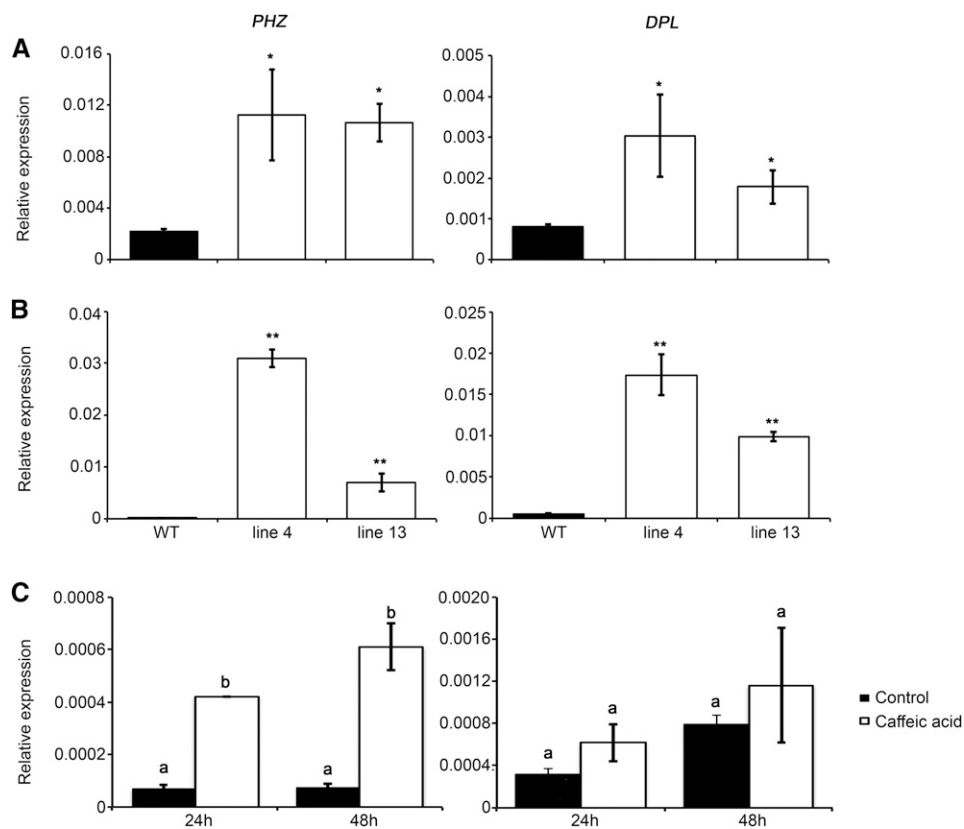 PHZ DPL
A
Relative expression
0.016
0.012
0.008
0.004
0
* *
0.005
0.004
0.003
0.002
0.001
0
* *
B
Relative expression
0.04
0.03
0.02
0.01
0
** **
WT line 4 line 13
0.025
0.02
0.015
0.01
0.005
0
** **
WT line 4 line 13
C
Relative expression
0.0008
0.0006
0.0004
0.0002
0
a b a b
24h 48h
0.0020
0.0016
0.0012
0.0008
0.0004
0
a a a a
24h 48h
Control
Caffeic acid